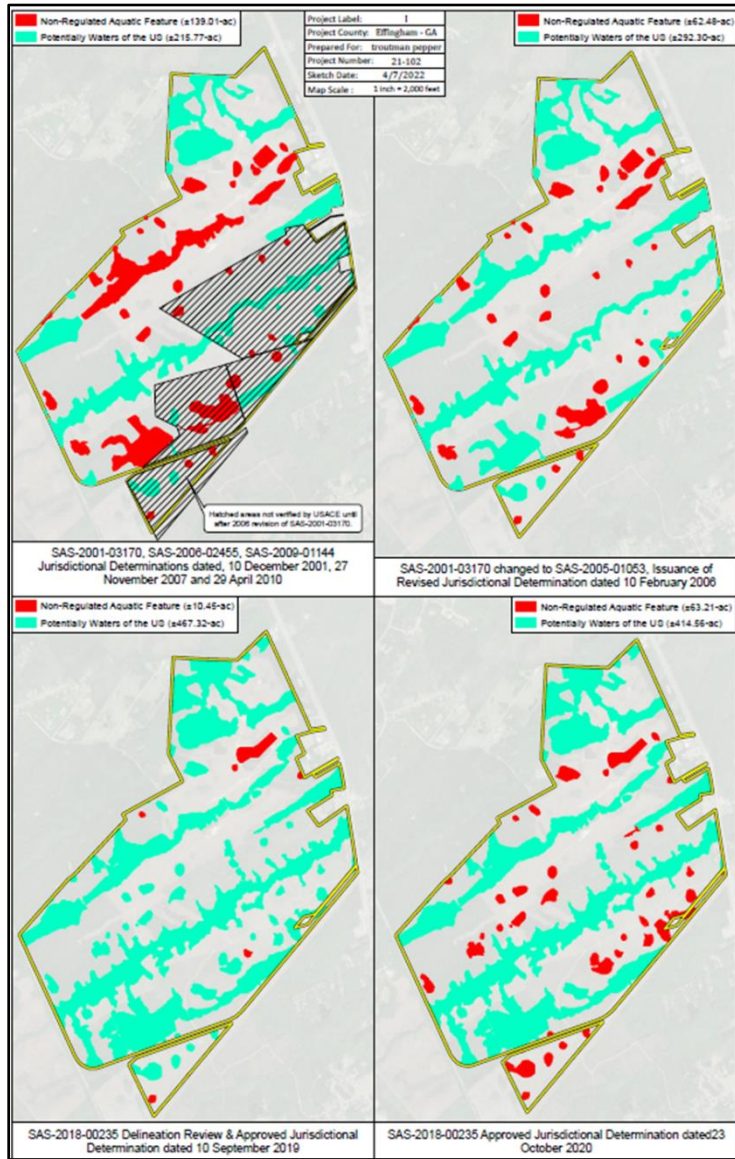 Non-Regulated Aquatic Feature (±139.01-ac)
Potentially Waters of the US (±215.77-ac)
Project Label: I
Project County: Effingham - GA
Prepared For: troutman pepper
Project Number: 21-102
Sketch Date: 4/7/2022
Map Scale : 1 inch = 2,000 feet
Non-Regulated Aquatic Feature (±62.48-ac)
Potentially Waters of the US (±292.30-ac)
Hatched areas not verified by USACE until
after 2006 revision of SAS-2001-03170.
SAS-2001-03170, SAS-2006-02455, SAS-2009-01144
Jurisdictional Determinations dated, 10 December 2001, 27
November 2007 and 29 April 2010
SAS-2001-03170 changed to SAS-2005-01053, Issuance of
Revised Jurisdictional Determination dated 10 February 2006
Non-Regulated Aquatic Feature (±10.45-ac)
Potentially Waters of the US (±467.32-ac)
Non-Regulated Aquatic Feature (±63.21-ac)
Potentially Waters of the US (±414.56-ac)
SAS-2018-00235 Delineation Review & Approved Jurisdictional
Determination dated 10 September 2019
SAS-2018-00235 Approved Jurisdictional Determination dated23
October 2020